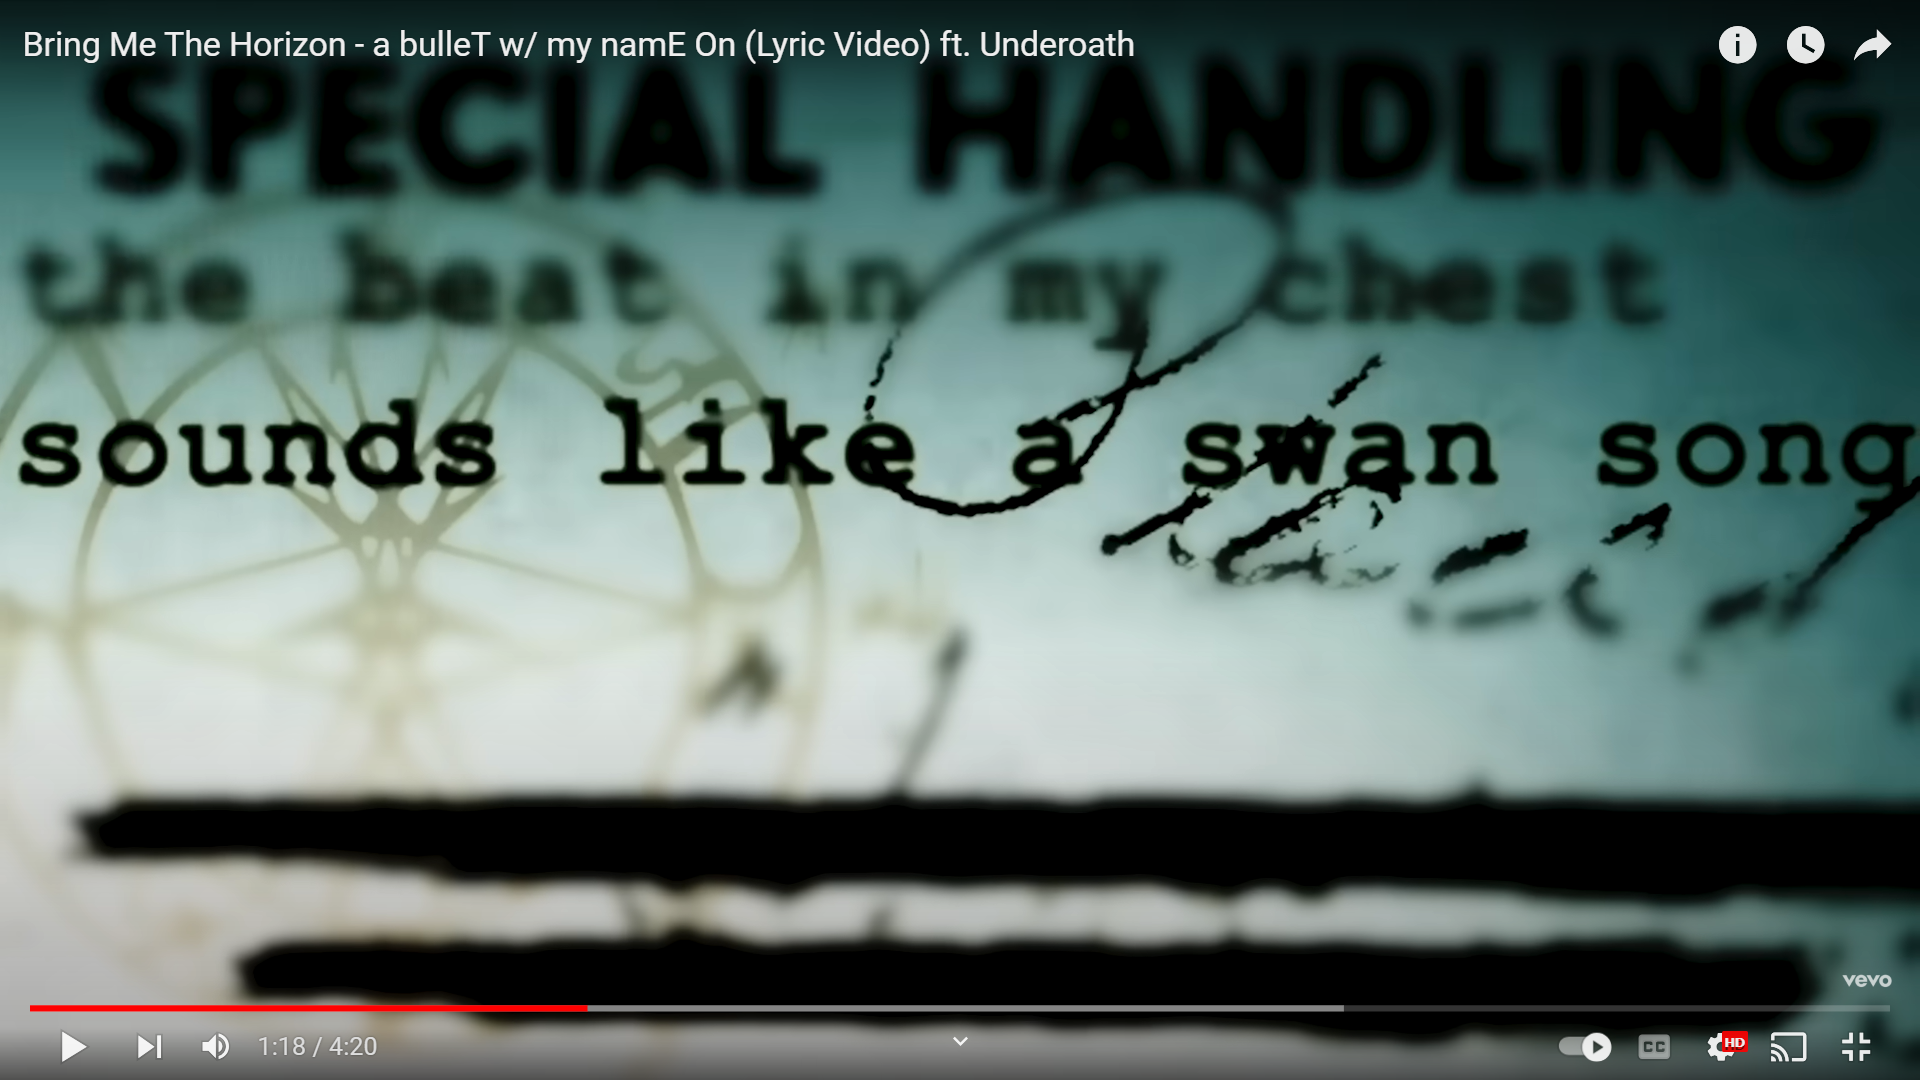 Bring Me The Horizon - a bulleT w/ my namE On (Lyric Video) ft. Underoath
SPECIAL HANDLING
the beat in my chest
sounds like a swan song
vevo
1:18 / 4:20
CC
HD